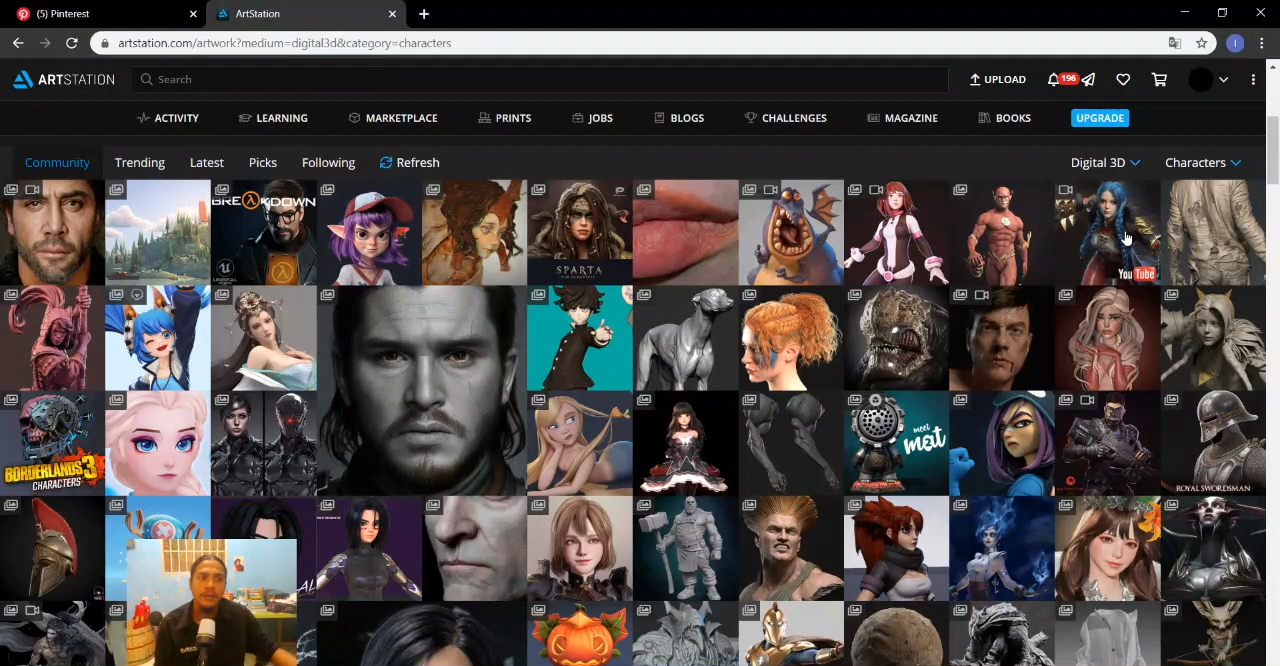 (5) Pinterest
ArtStation
artstation.com/artwork?medium=digital3d&category=characters
I
ARTSTATION
Search
UPLOAD
196
ACTIVITY
LEARNING
MARKETPLACE
PRINTS
JOBS
BLOGS
CHALLENGES
MAGAZINE
BOOKS
UPGRADE
Community
Trending
Latest
Picks
Following
Refresh
Digital 3D
Characters
BREAKDOWN
SPARTA
YouTube
BORDERLANDS 3
CHARACTERS
meet
meat
ROYAL SWORDSMAN